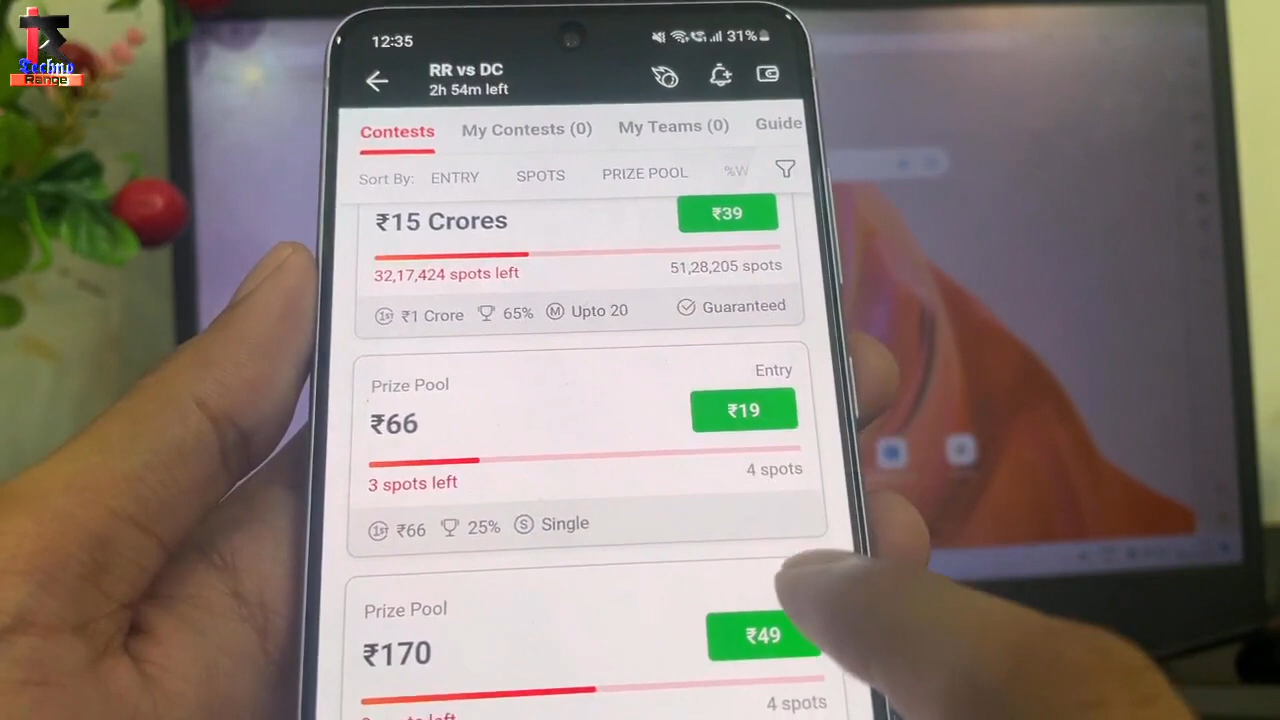 Techno
Range
12:35
31%
RR vs DC
2h 54m left
Contests
My Contests (0)
My Teams (0)
Guide
Sort By:
ENTRY
SPOTS
PRIZE POOL
%W
₹15 Crores
₹39
32,17,424 spots left
51,28,205 spots
1st ₹1 Crore
65%
M Upto 20
Guaranteed
Prize Pool
Entry
₹66
₹19
3 spots left
4 spots
1st ₹66
25%
S Single
Prize Pool
₹170
₹49
4 spots